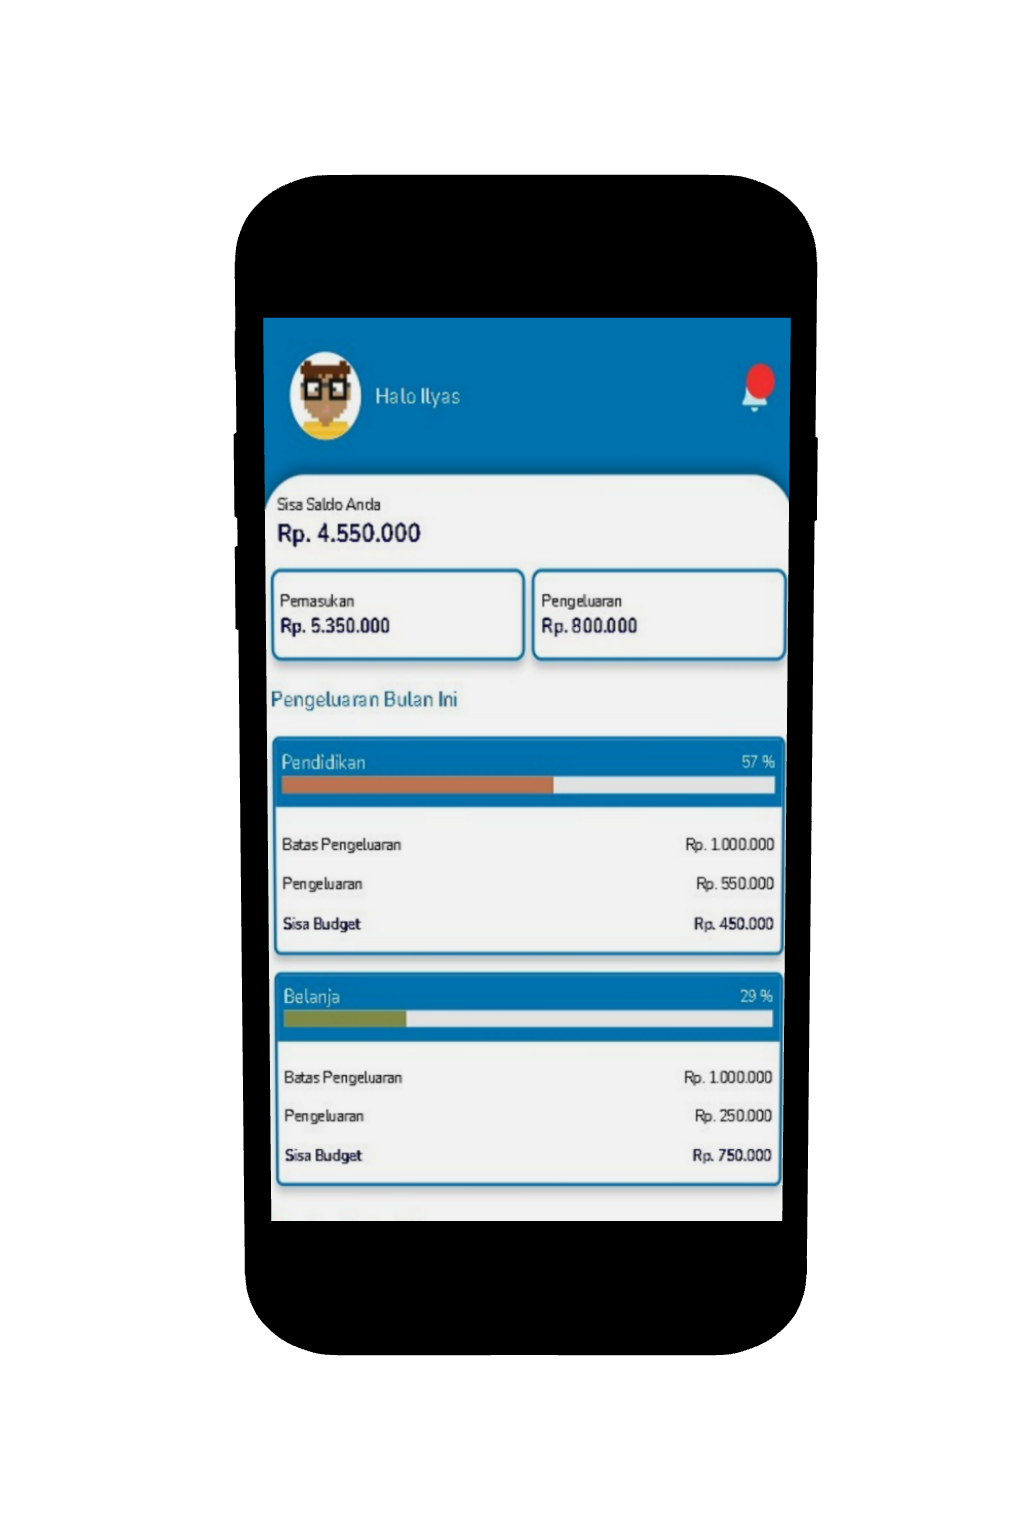 Halo Ilyas
Sisa Saldo Anda
Rp. 4.550.000
Pemasukan
Rp. 5.350.000
Pengeluaran
Rp. 800.000
Pengeluaran Bulan Ini
Pendidikan 57 %
Batas Pengeluaran Rp. 1.000.000
Pengeluaran Rp. 550.000
Sisa Budget Rp. 450.000
Belanja 29 %
Batas Pengeluaran Rp. 1.000.000
Pengeluaran Rp. 250.000
Sisa Budget Rp. 750.000